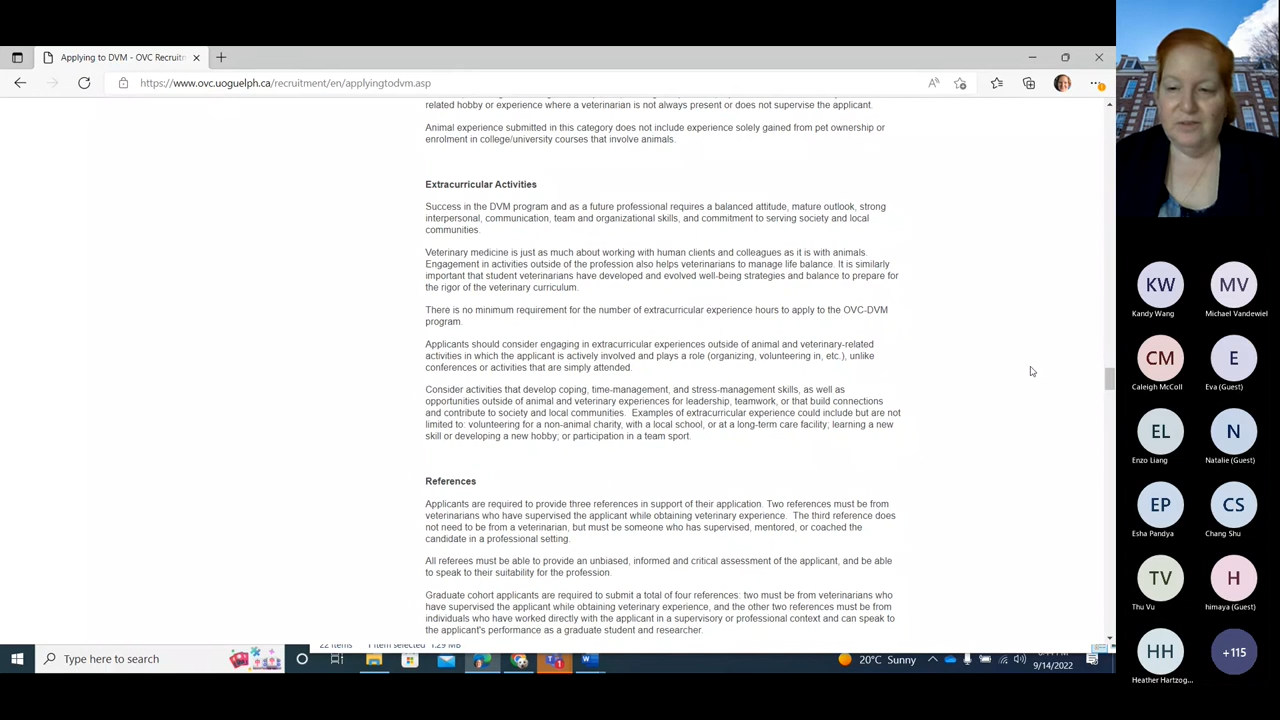 Applying to DVM - OVC Recruitm
https://www.ovc.uoguelph.ca/recruitment/en/applyingtodvm.asp
related hobby or experience where a veterinarian is not always present or does not supervise the applicant.
Animal experience submitted in this category does not include experience solely gained from pet ownership or
enrolment in college/university courses that involve animals.
Extracurricular Activities
Success in the DVM program and as a future professional requires a balanced attitude, mature outlook, strong
interpersonal, communication, team and organizational skills, and commitment to serving society and local
communities.
Veterinary medicine is just as much about working with human clients and colleagues as it is with animals.
Engagement in activities outside of the profession also helps veterinarians to manage life balance. It is similarly
important that student veterinarians have developed and evolved well-being strategies and balance to prepare for
the rigor of the veterinary curriculum.
There is no minimum requirement for the number of extracurricular experience hours to apply to the OVC-DVM
program.
Applicants should consider engaging in extracurricular experiences outside of animal and veterinary-related
activities in which the applicant is actively involved and plays a role (organizing, volunteering in, etc.), unlike
conferences or activities that are simply attended.
Consider activities that develop coping, time-management, and stress-management skills, as well as
opportunities outside of animal and veterinary experiences for leadership, teamwork, or that build connections
and contribute to society and local communities. Examples of extracurricular experience could include but are not
limited to: volunteering for a non-animal charity, with a local school, or at a long-term care facility; learning a new
skill or developing a new hobby; or participation in a team sport.
References
Applicants are required to provide three references in support of their application. Two references must be from
veterinarians who have supervised the applicant while obtaining veterinary experience. The third reference does
not need to be from a veterinarian, but must be someone who has supervised, mentored, or coached the
candidate in a professional setting.
All referees must be able to provide an unbiased, informed and critical assessment of the applicant, and be able
to speak to their suitability for the profession.
Graduate cohort applicants are required to submit a total of four references: two must be from veterinarians who
have supervised the applicant while obtaining veterinary experience, and the other two references must be from
individuals who have worked directly with the applicant in a supervisory or professional context and can speak to
the applicant's performance as a graduate student and researcher.
22 items 1 item selected 1.29 MB
Type here to search
20°C Sunny
9/14/2022
KW
Kandy Wang
MV
Michael Vandewiel
CM
Caleigh McColl
E
Eva (Guest)
EL
Enzo Liang
N
Natalie (Guest)
EP
Esha Pandya
CS
Chang Shu
TV
Thu Vu
H
himaya (Guest)
HH
Heather Hartzog...
+115